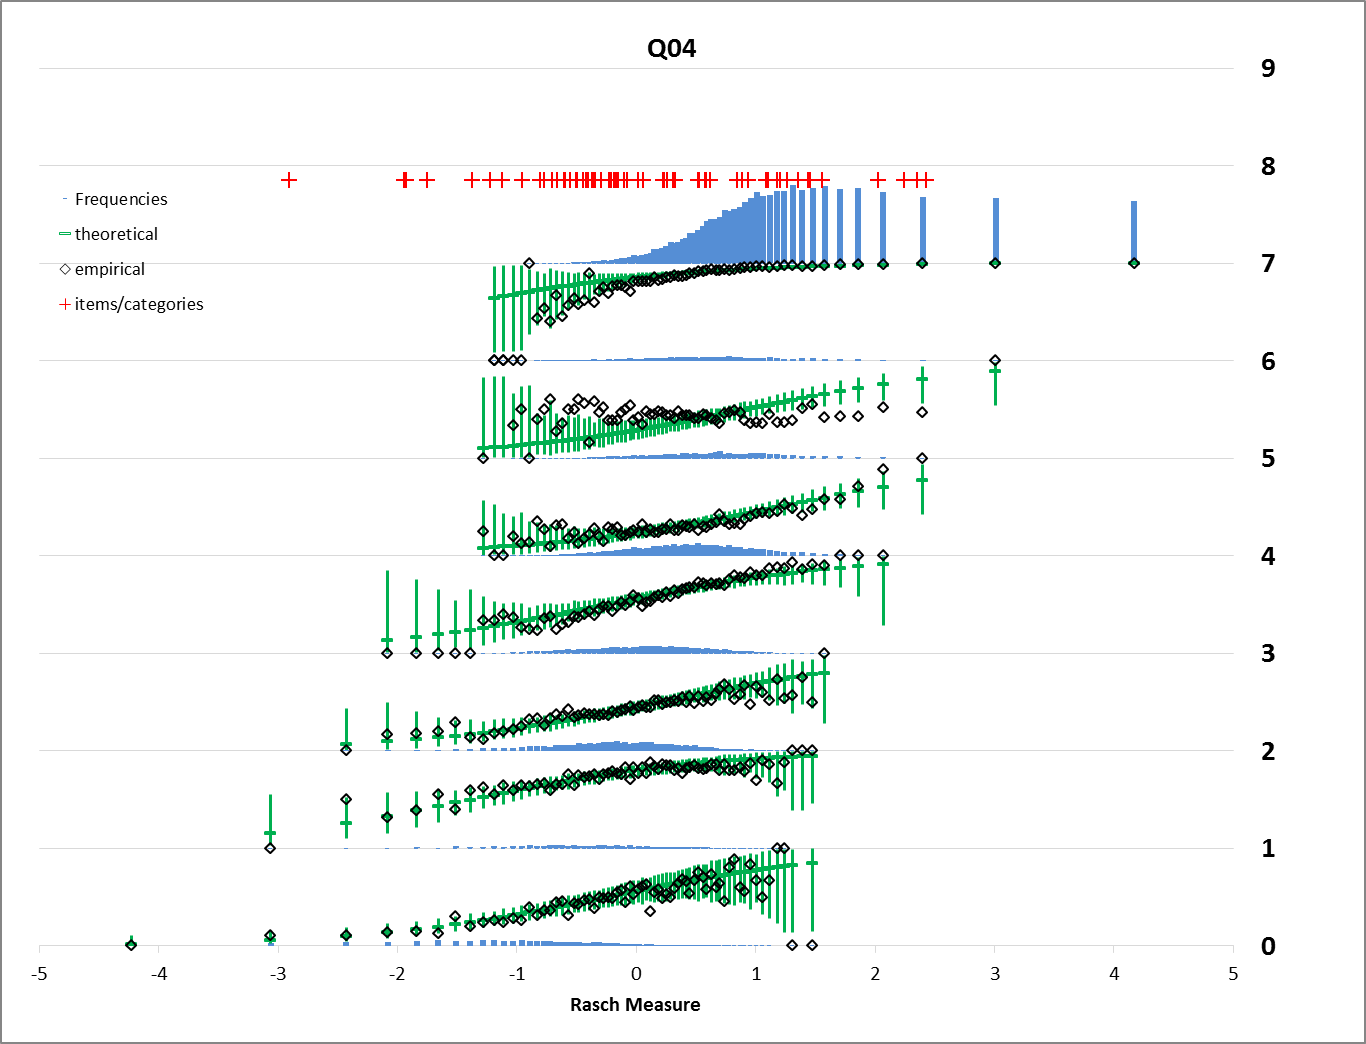 Q04
9
8
Frequencies
theoretical
empirical
items/categories
7
6
5
4
3
2
1
0
-5 -4 -3 -2 -1 0 1 2 3 4 5
Rasch Measure